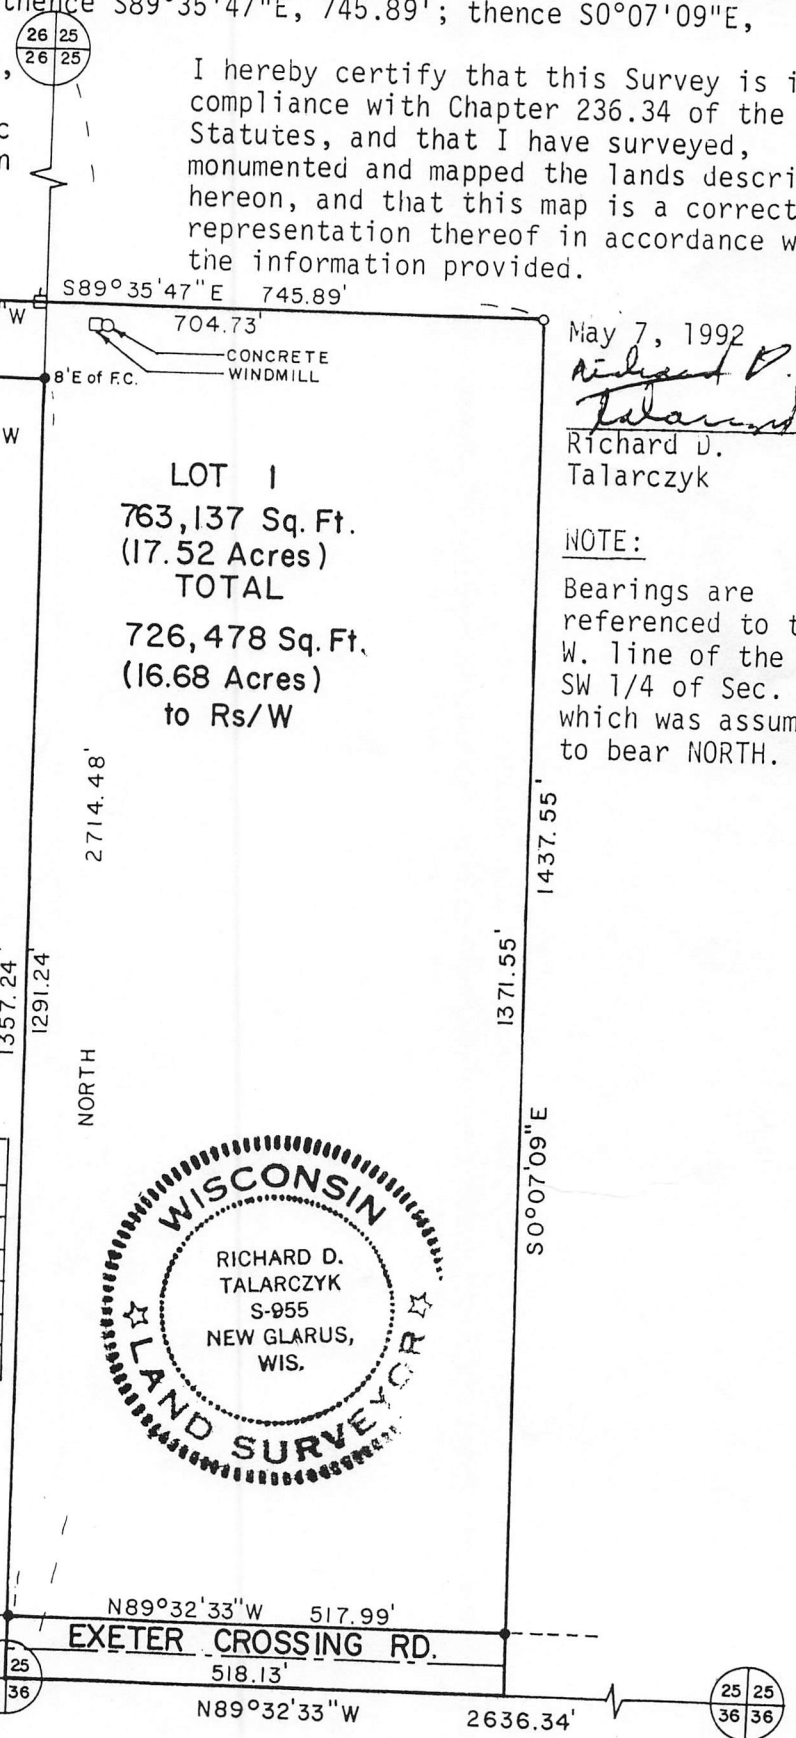 thence S89°35'47"E, 745.89'; thence S0°07'09"E,
26 25
26 25
I hereby certify that this Survey is i
compliance with Chapter 236.34 of the
Statutes, and that I have surveyed,
monumented and mapped the lands descri
hereon, and that this map is a correct
representation thereof in accordance w
the information provided.
S89°35'47"E 745.89'
704.73'
"W
CONCRETE
WINDMILL
8'E of F.C.
W
May 7, 1992
Richard D.
Talarczyk
Richard D.
Talarczyk
LOT 1
763,137 Sq. Ft.
(17.52 Acres)
TOTAL
726,478 Sq. Ft.
(16.68 Acres)
to Rs/W
NOTE:
Bearings are
referenced to t
W. line of the
SW 1/4 of Sec.
which was assum
to bear NORTH.
2714.48'
NORTH
1357.24'
1291.24'
1437.55'
1371.55'
S0°07'09"E
WISCONSIN
RICHARD D.
TALARCZYK
S-955
NEW GLARUS,
WIS.
LAND SURVEYOR
N89°32'33"W 517.99'
EXETER CROSSING RD.
518.13'
N89°32'33"W 2636.34'
25
36
25 25
36 36